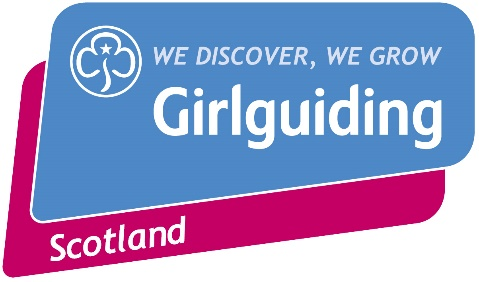 WE DISCOVER, WE GROW
Girlguiding
Scotland